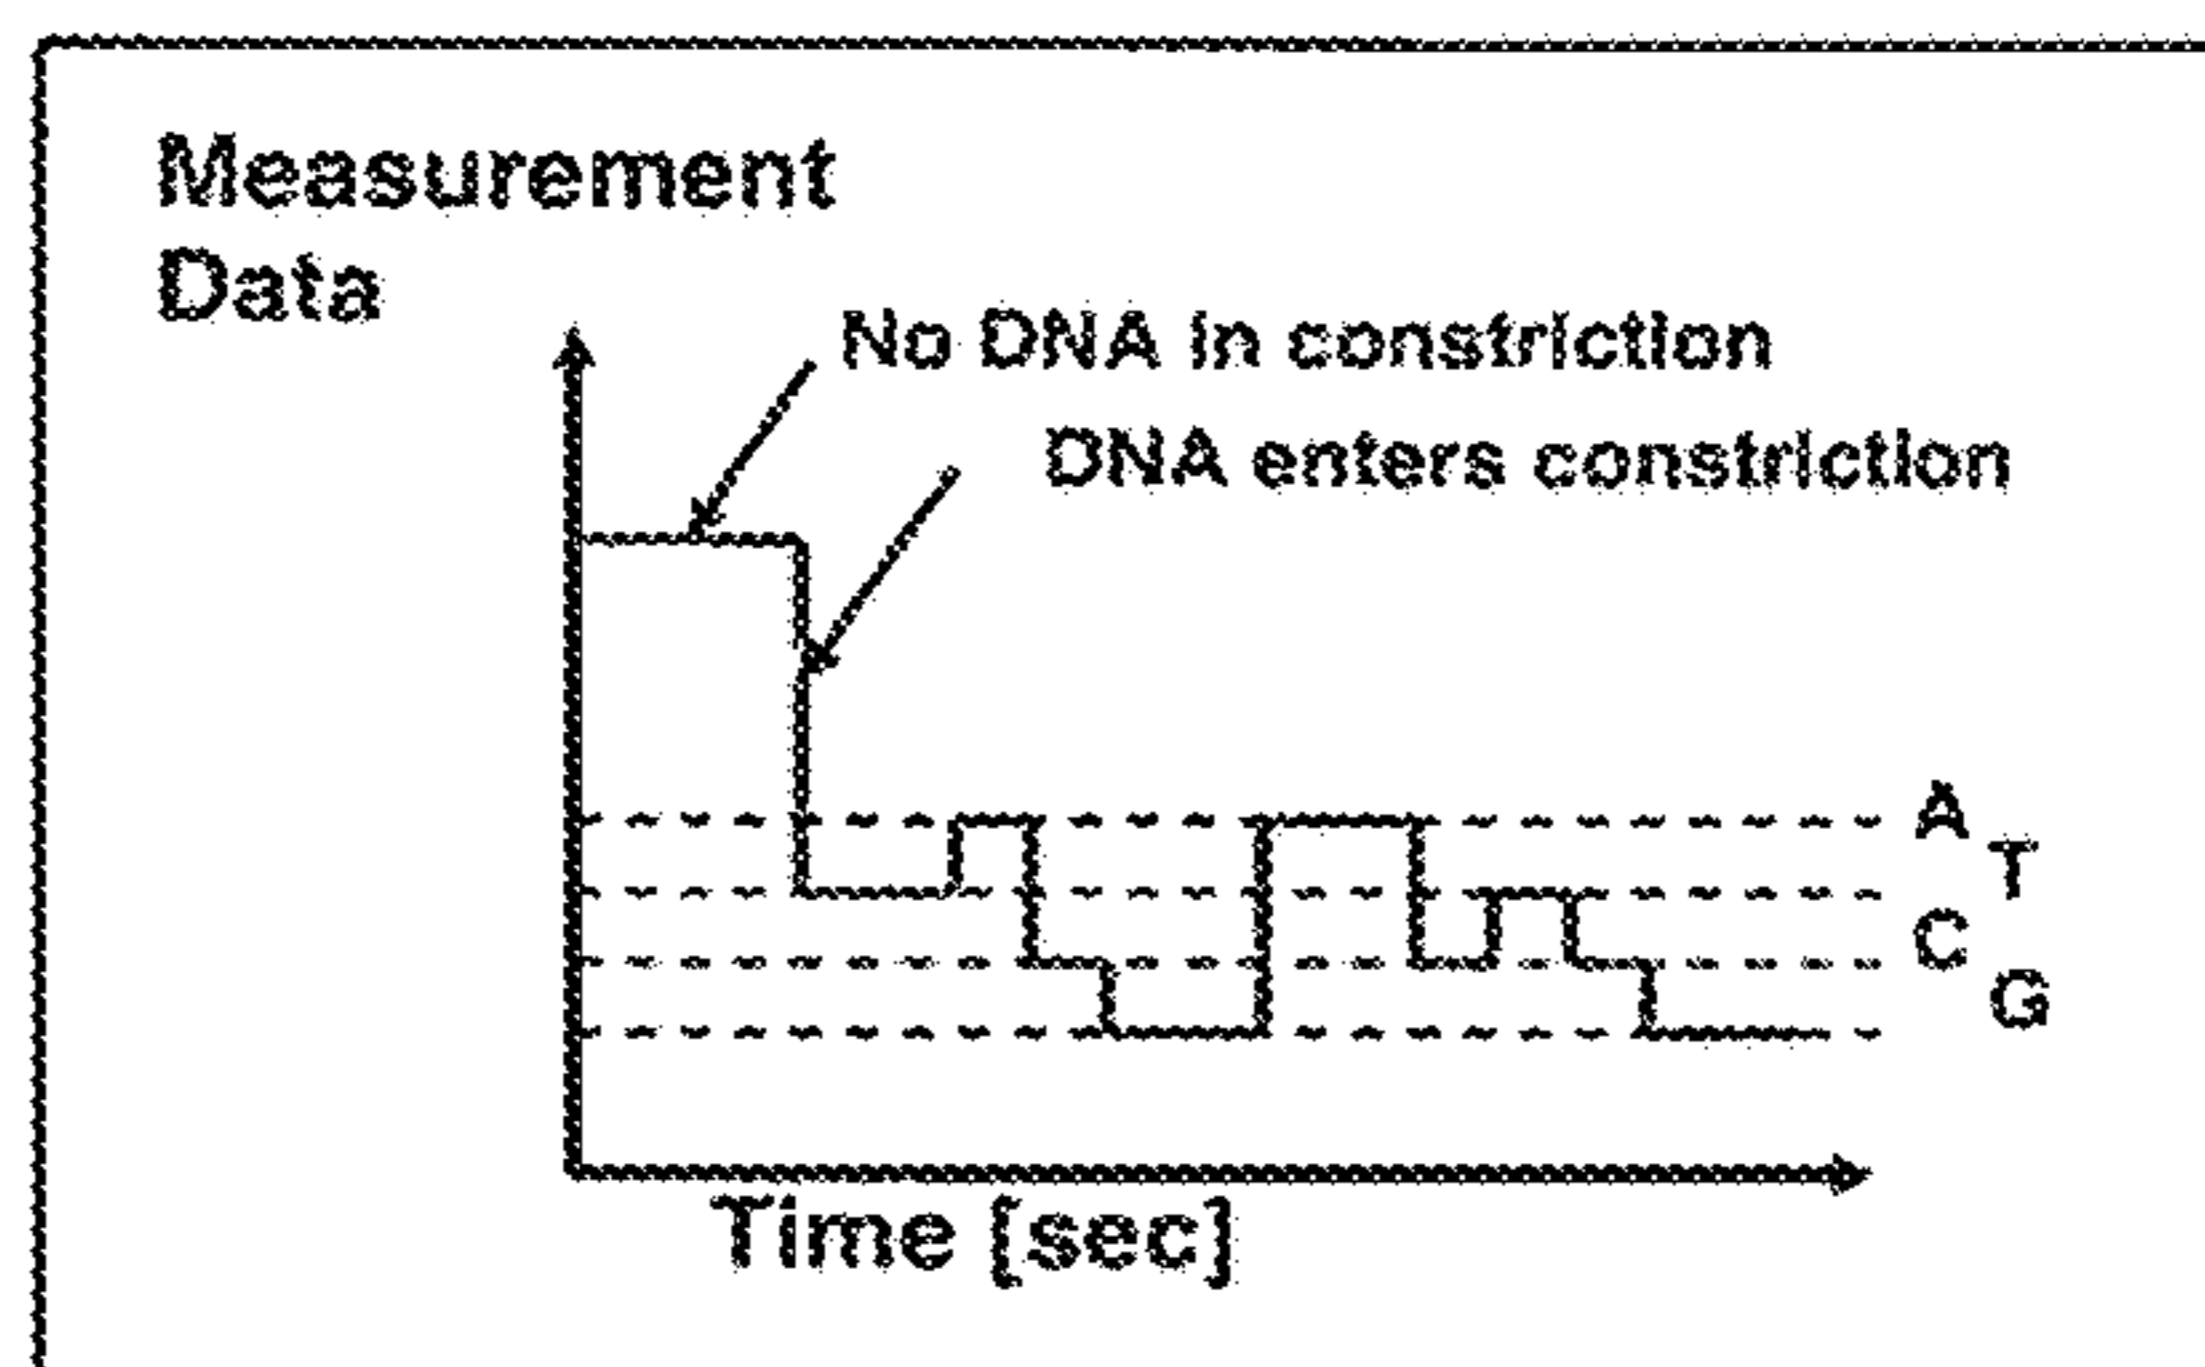 Measurement
Data
No DNA in constriction
DNA enters constriction
A
T
C
G
Time [sec]